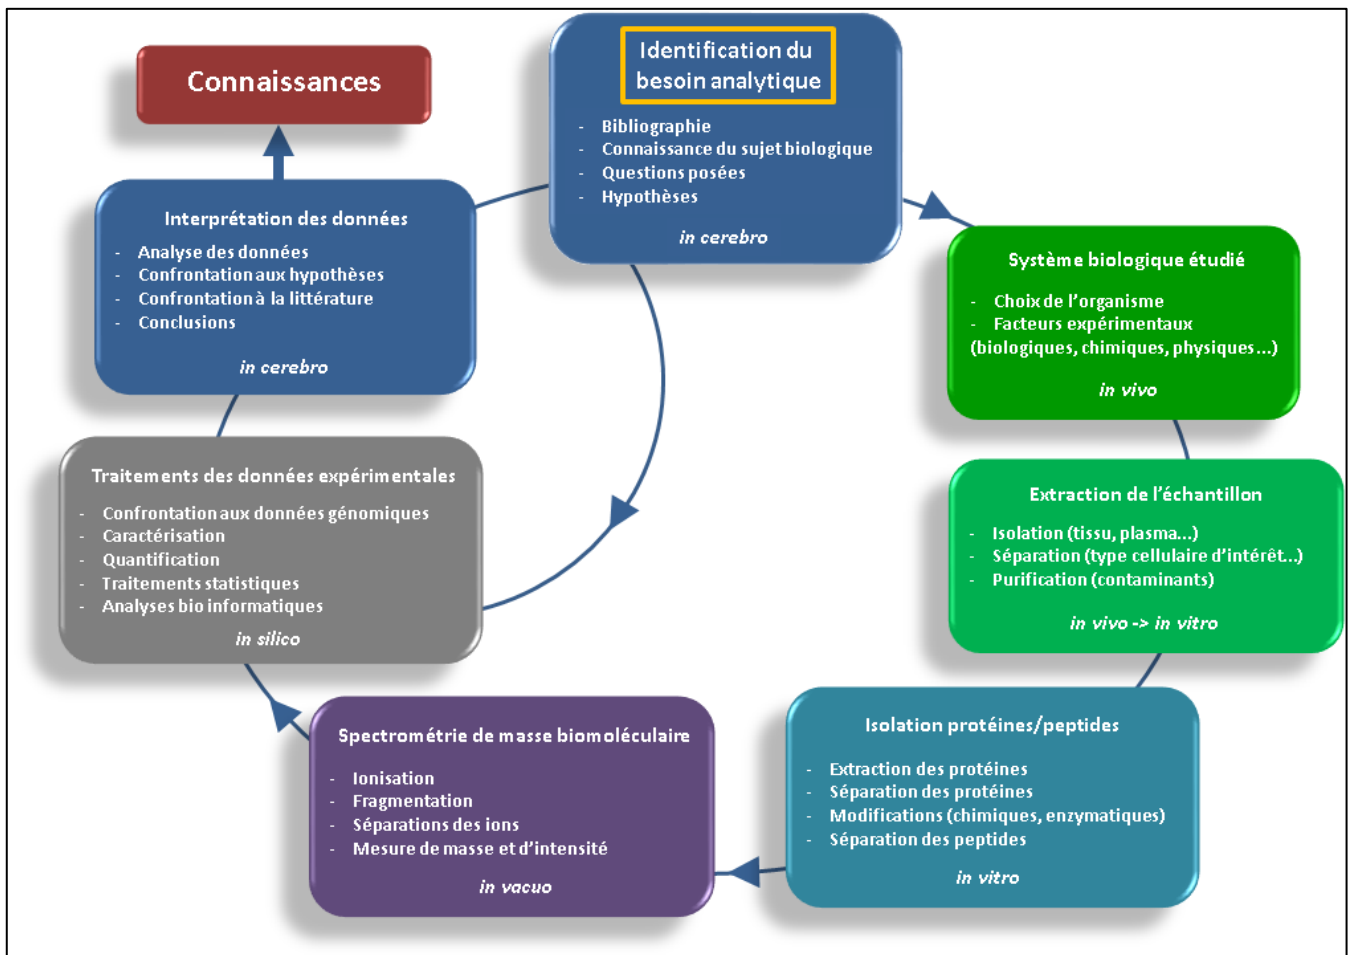 Connaissances
Identification du
besoin analytique
- Bibliographie
- Connaissance du sujet biologique
- Questions posées
- Hypothèses
in cerebro
Interprétation des données
- Analyse des données
- Confrontation aux hypothèses
- Confrontation à la littérature
- Conclusions
in cerebro
Système biologique étudié
- Choix de l'organisme
- Facteurs expérimentaux
(biologiques, chimiques, physiques...)
in vivo
Traitements des données expérimentales
- Confrontation aux données génomiques
- Caractérisation
- Quantification
- Traitements statistiques
- Analyses bio informatiques
in silico
Extraction de l'échantillon
- Isolation (tissu, plasma...)
- Séparation (type cellulaire d'intérêt...)
- Purification (contaminants)
in vivo -> in vitro
Spectrométrie de masse biomoléculaire
- Ionisation
- Fragmentation
- Séparations des ions
- Mesure de masse et d'intensité
in vacuo
Isolation protéines/peptides
- Extraction des protéines
- Séparation des protéines
- Modifications (chimiques, enzymatiques)
- Séparation des peptides
in vitro